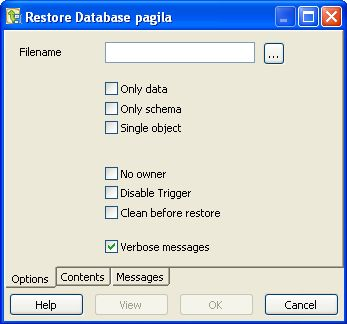 Restore Database pagila
Filename
...
Only data
Only schema
Single object
No owner
Disable Trigger
Clean before restore
Verbose messages
Options Contents Messages
Help View OK Cancel